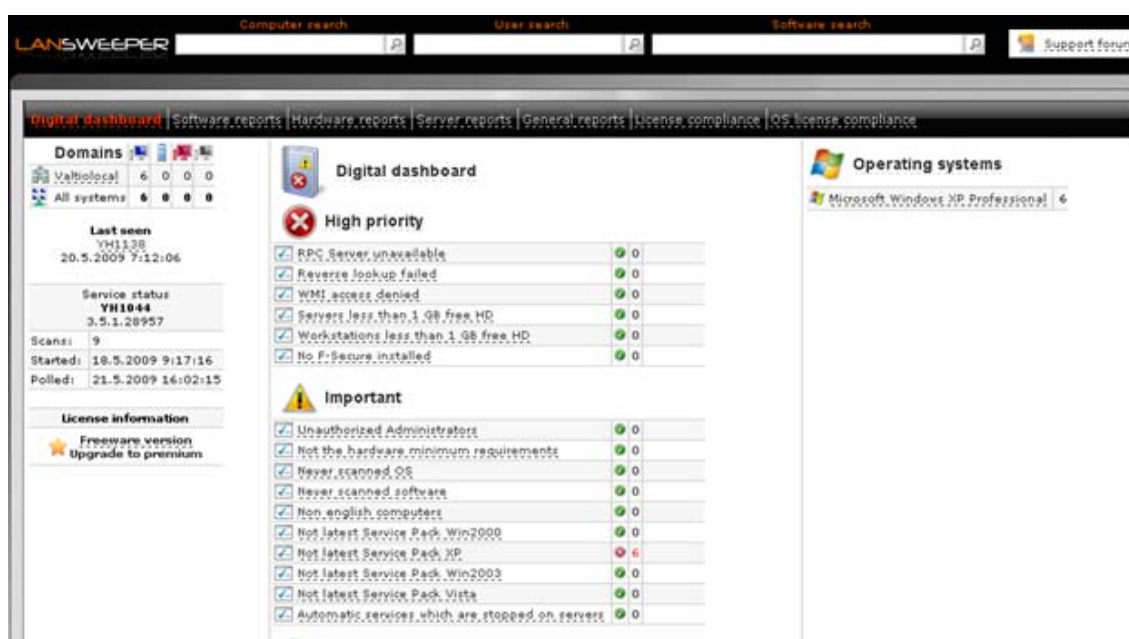 Computer search User search Software search
LANSWEEPER Support forum
Digital dashboard Software reports Hardware reports Server reports General reports License compliance OS license compliance
Domains
Valtiolocal 6 0 0 0
All systems 6 0 0 0
Last seen
YH1138
20.5.2009 7:12:06
Service status
YH1044
3.5.1.28957
Scans: 9
Started: 18.5.2009 9:17:16
Polled: 21.5.2009 16:02:15
License information
Freeware version
Upgrade to premium
Digital dashboard
High priority
RPC Server unavailable 0
Reverse lookup failed 0
WMI access denied 0
Servers less than 1 GB free HD 0
Workstations less than 1 GB free HD 0
No F-Secure installed 0
Important
Unauthorized Administrators 0
Not the hardware minimum requirements 0
Never scanned OS 0
Never scanned software 0
Non english computers 0
Not latest Service Pack Win2000 0
Not latest Service Pack XP 6
Not latest Service Pack Win2003 0
Not latest Service Pack Vista 0
Automatic services which are stopped on servers 0
Operating systems
Microsoft Windows XP Professional 6